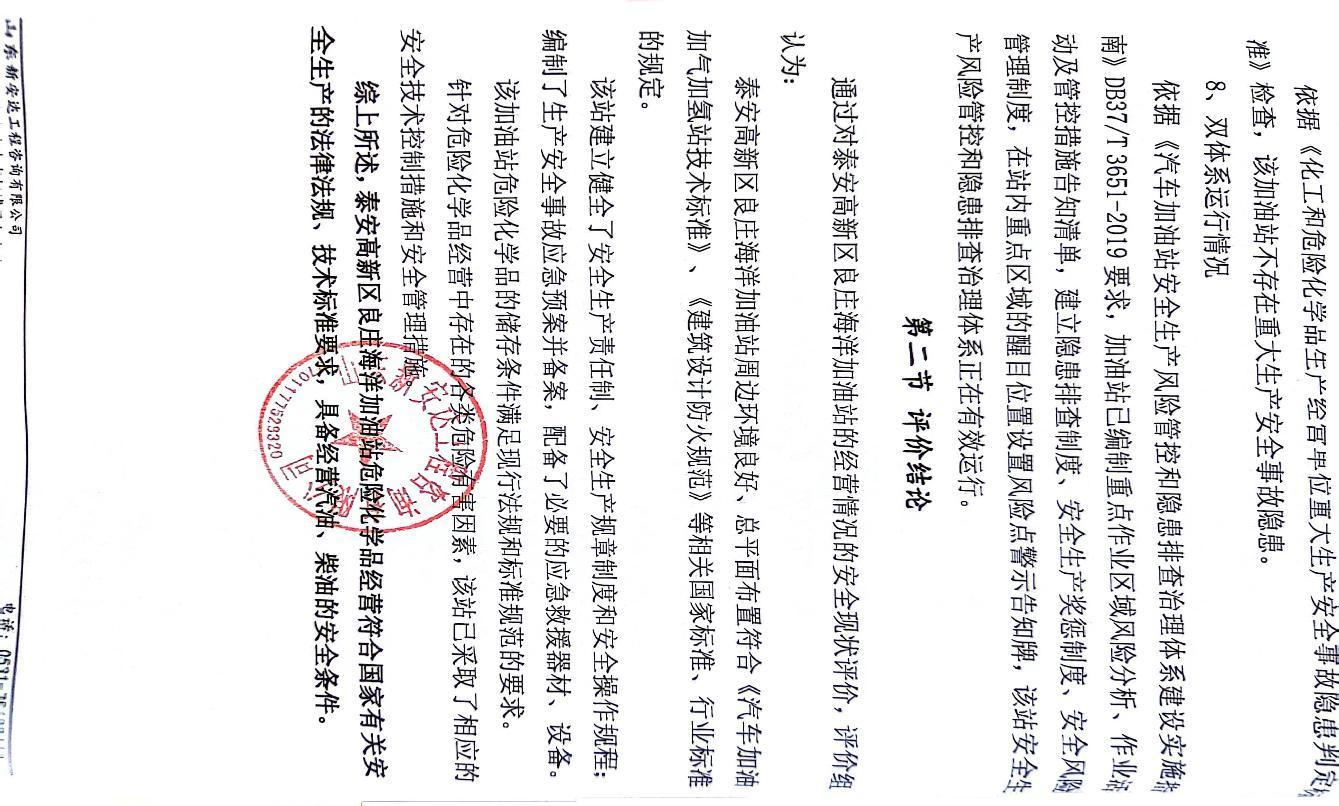 依据《化工和危险化学品生产经营单位重大生产安全事故隐患判定标
准》检查，该加油站不存在重大生产安全事故隐患。
8、双体系运行情况
依据《汽车加油站安全生产风险管控和隐患排查治理体系建设实施指
南》DB37/T 3651-2019 要求，加油站已编制重点作业区域风险分析、作业活
动及管控措施告知清单，建立隐患排查制度、安全生产奖惩制度、安全风险
管理制度，在站内重点区域的醒目位置设置风险点警示告知牌，该站安全生
产风险管控和隐患排查治理体系正在有效运行。
第二节 评价结论
通过对泰安高新区良庄海洋加油站的经营情况的安全现状评价，评价组
认为：
泰安高新区良庄海洋加油站周边环境良好、总平面布置符合《汽车加油
加气加氢站技术标准》、《建筑设计防火规范》等相关国家标准、行业标准
的规定。
该站建立健全了安全生产责任制、安全生产规章制度和安全操作规程；
编制了生产安全事故应急预案并备案，配备了必要的应急救援器材、设备。
该加油站危险化学品的储存条件满足现行法规和标准规范的要求。
针对危险化学品经营中存在的各类危险有害因素，该站已采取了相应的
安全技术控制措施和安全管理措施。
综上所述，泰安高新区良庄海洋加油站危险化学品经营符合国家有关安
全生产的法律法规、技术标准要求，具备经营汽油、柴油的安全条件。
山东新安达工程咨询有限公司
电话：0531-